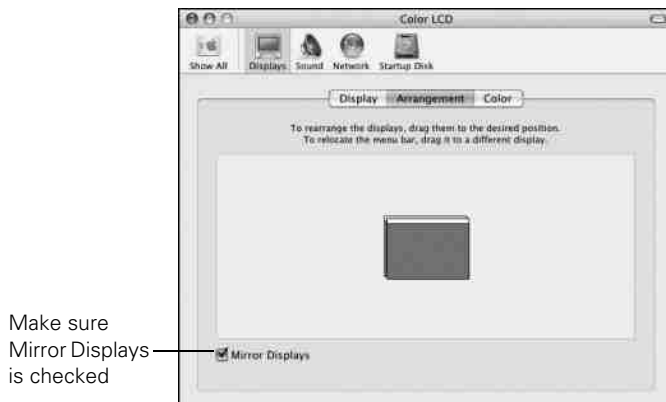 Color LCD
Show All Displays Sound Network Startup Disk
Display Arrangement Color
To rearrange the displays, drag them to the desired position.
To relocate the menu bar, drag it to a different display.
Make sure
Mirror Displays
is checked
Mirror Displays